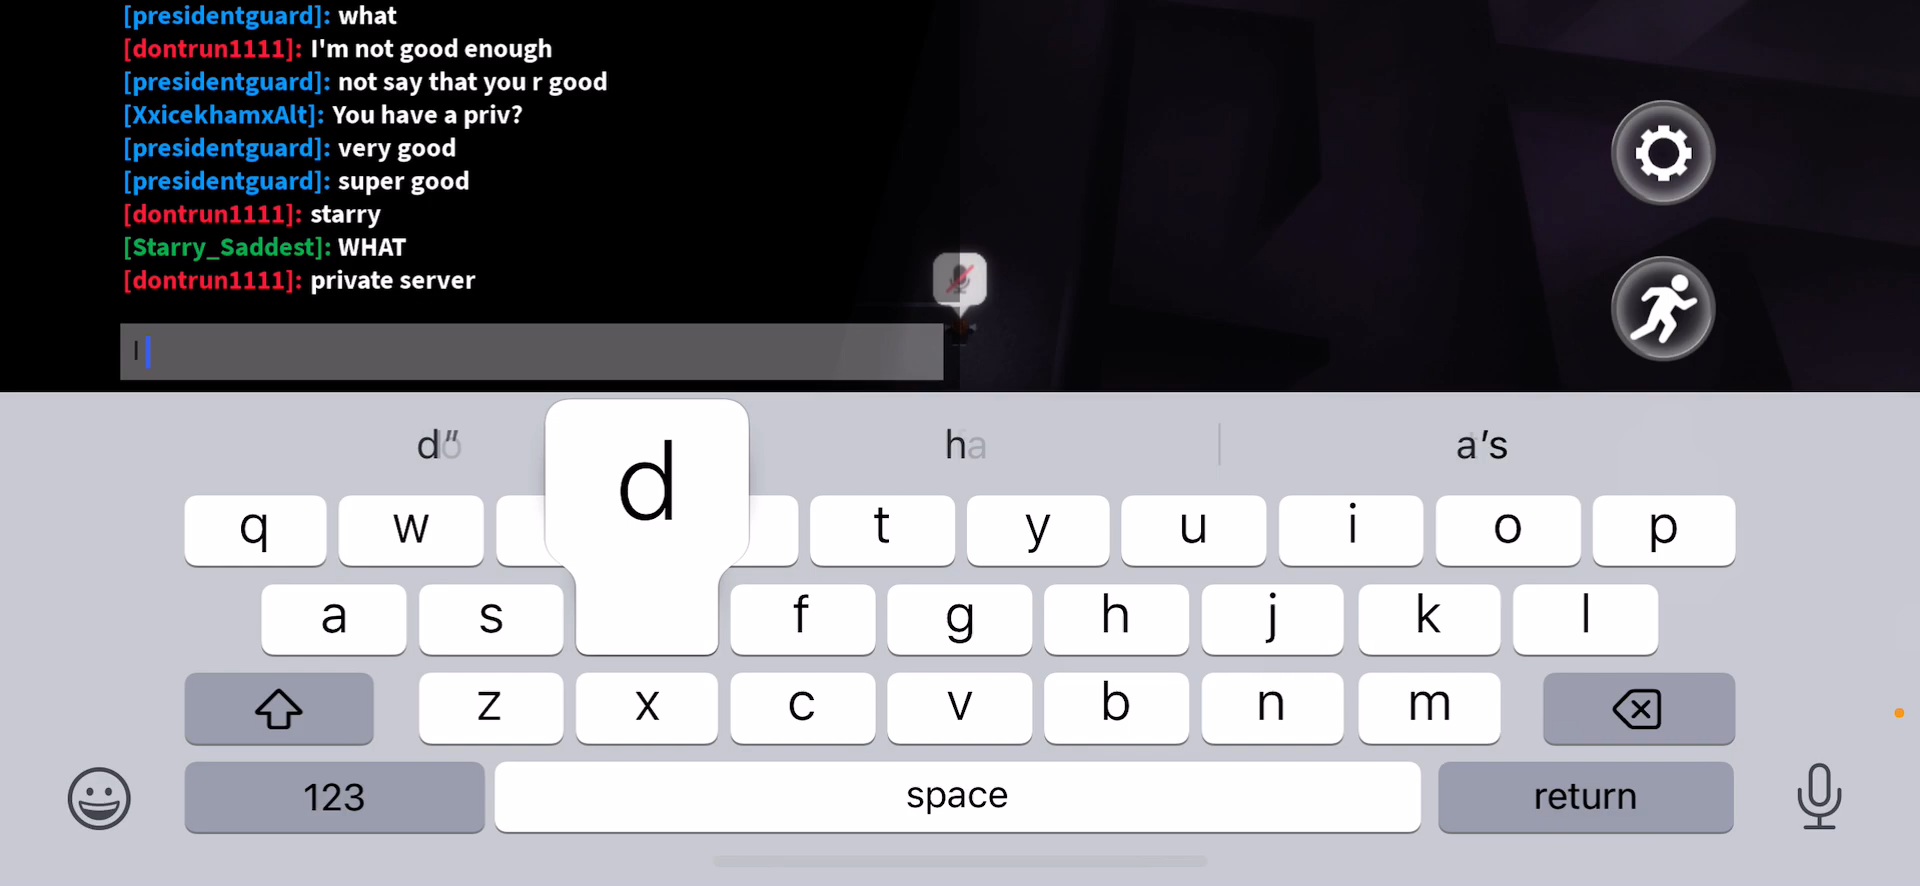 [presidentguard]: what
[dontrun1111]: I'm not good enough
[presidentguard]: not say that you r good
[XxicekhamxAlt]: You have a priv?
[presidentguard]: very good
[presidentguard]: super good
[dontrun1111]: starry
[Starry_Saddest]: WHAT
[dontrun1111]: private server
I
d ha a's
q w t y u i o p
a s d f g h j k l
z x c v b n m
123 space return